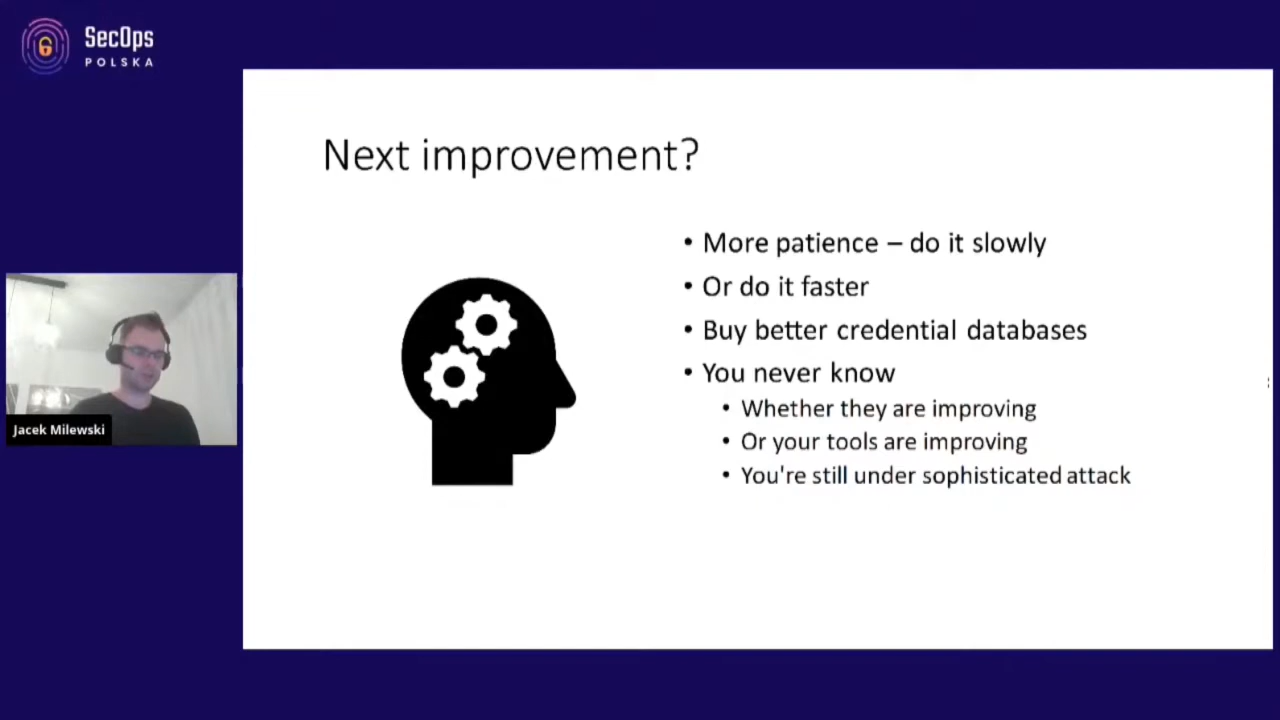 SecOps
POLSKA
Next improvement?
• More patience – do it slowly
• Or do it faster
• Buy better credential databases
• You never know
• Whether they are improving
• Or your tools are improving
• You're still under sophisticated attack
Jacek Milewski